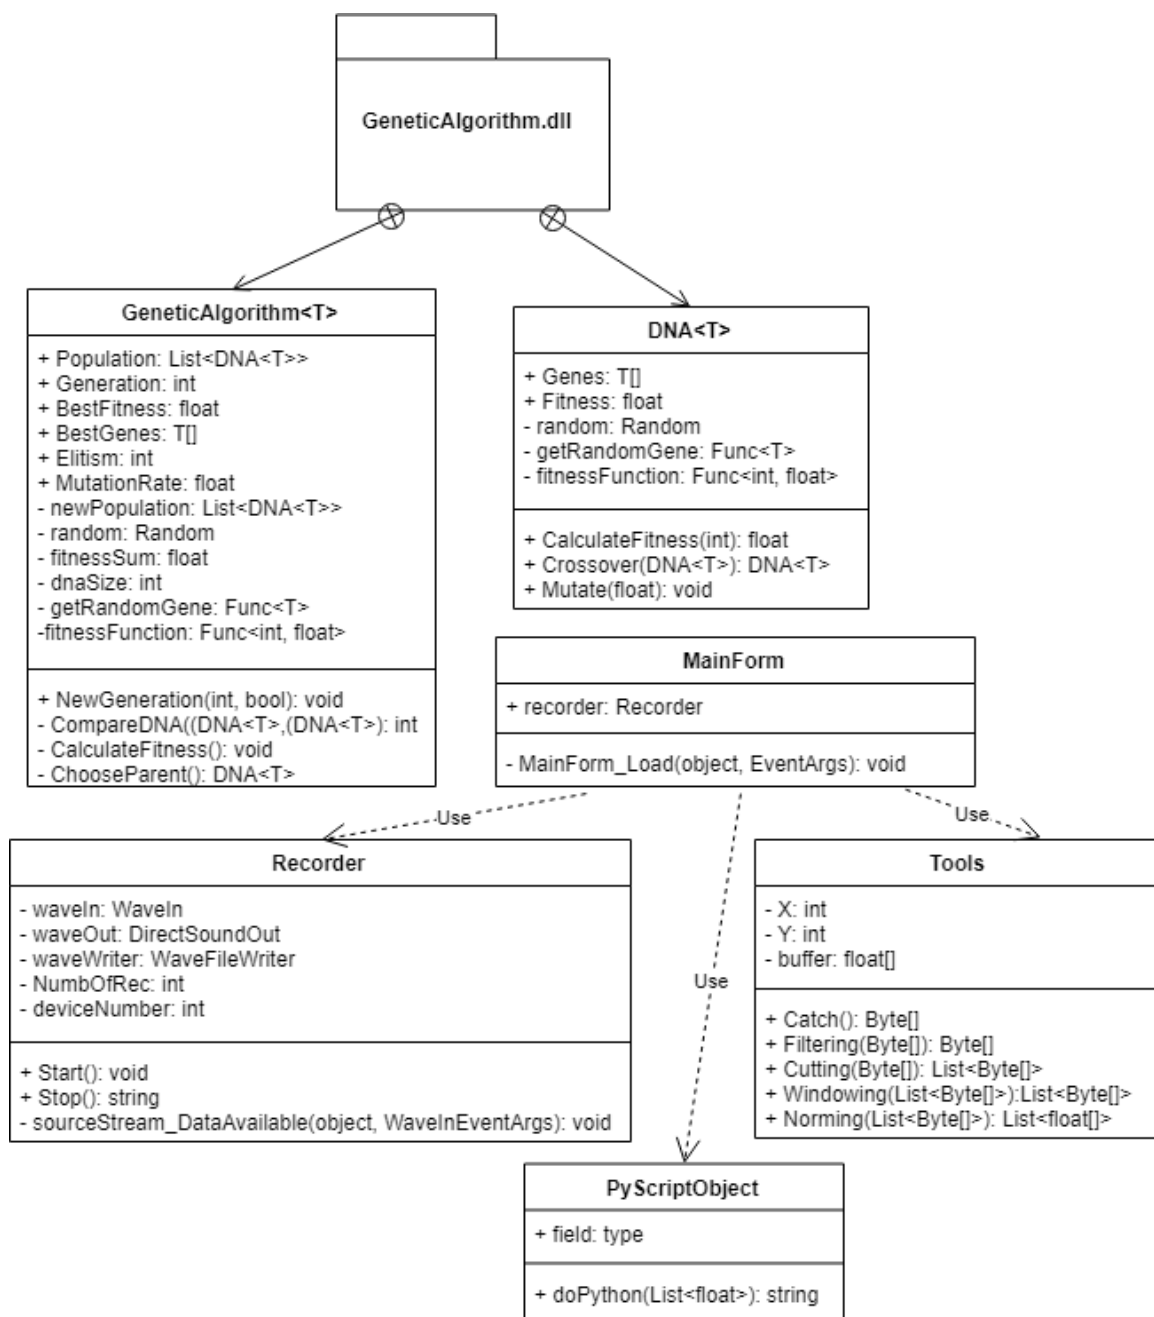 GeneticAlgorithm.dll
GeneticAlgorithm<T>
+ Population: List<DNA<T>>
+ Generation: int
+ BestFitness: float
+ BestGenes: T[]
+ Elitism: int
+ MutationRate: float
- newPopulation: List<DNA<T>>
- random: Random
- fitnessSum: float
- dnaSize: int
- getRandomGene: Func<T>
-fitnessFunction: Func<int, float>
+ NewGeneration(int, bool): void
- CompareDNA((DNA<T>,(DNA<T>): int
- CalculateFitness(): void
- ChooseParent(): DNA<T>
DNA<T>
+ Genes: T[]
+ Fitness: float
- random: Random
- getRandomGene: Func<T>
- fitnessFunction: Func<int, float>
+ CalculateFitness(int): float
+ Crossover(DNA<T>): DNA<T>
+ Mutate(float): void
MainForm
+ recorder: Recorder
- MainForm_Load(object, EventArgs): void
Use
Use
Use
Recorder
- waveIn: WaveIn
- waveOut: DirectSoundOut
- waveWriter: WaveFileWriter
- NumbOfRec: int
- deviceNumber: int
+ Start(): void
+ Stop(): string
- sourceStream_DataAvailable(object, WaveInEventArgs): void
Tools
- X: int
- Y: int
- buffer: float[]
+ Catch(): Byte[]
+ Filtering(Byte[]): Byte[]
+ Cutting(Byte[]): List<Byte[]>
+ Windowing(List<Byte[]>):List<Byte[]>
+ Norming(List<Byte[]>): List<float[]>
PyScriptObject
+ field: type
+ doPython(List<float>): string